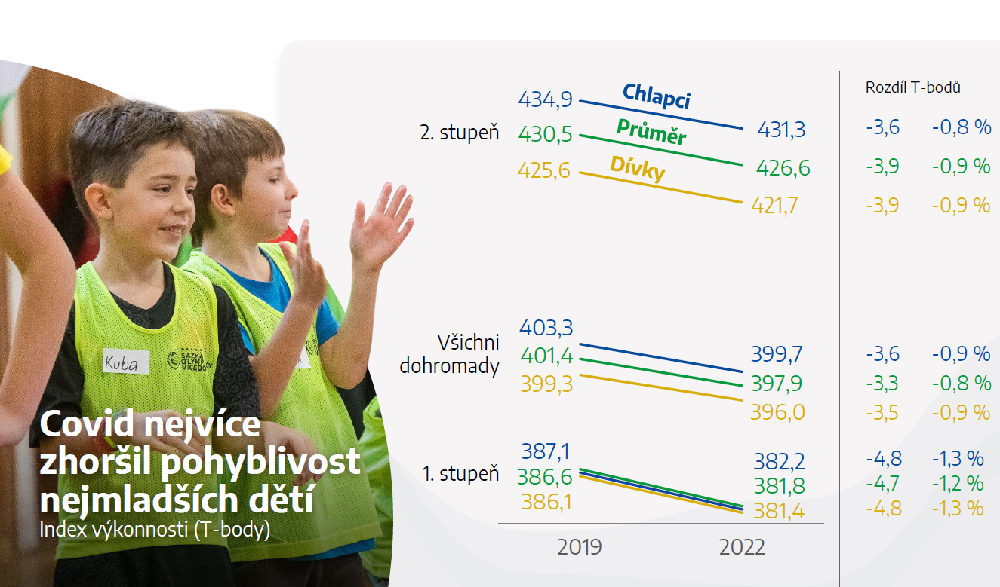 Rozdíl T-bodů
2. stupeň
434,9 Chlapci 431,3 -3,6 -0,8 %
430,5 Průměr 426,6 -3,9 -0,9 %
425,6 Dívky 421,7 -3,9 -0,9 %
Všichni
dohromady
403,3 399,7 -3,6 -0,9 %
401,4 397,9 -3,3 -0,8 %
399,3 396,0 -3,5 -0,9 %
1. stupeň
387,1 382,2 -4,8 -1,3 %
386,6 381,8 -4,7 -1,2 %
386,1 381,4 -4,8 -1,3 %
2019 2022
Kuba
SAZKA
OLYMP
VÍCEBO
Covid nejvíce
zhoršil pohyblivost
nejmladších dětí
Index výkonnosti (T-body)